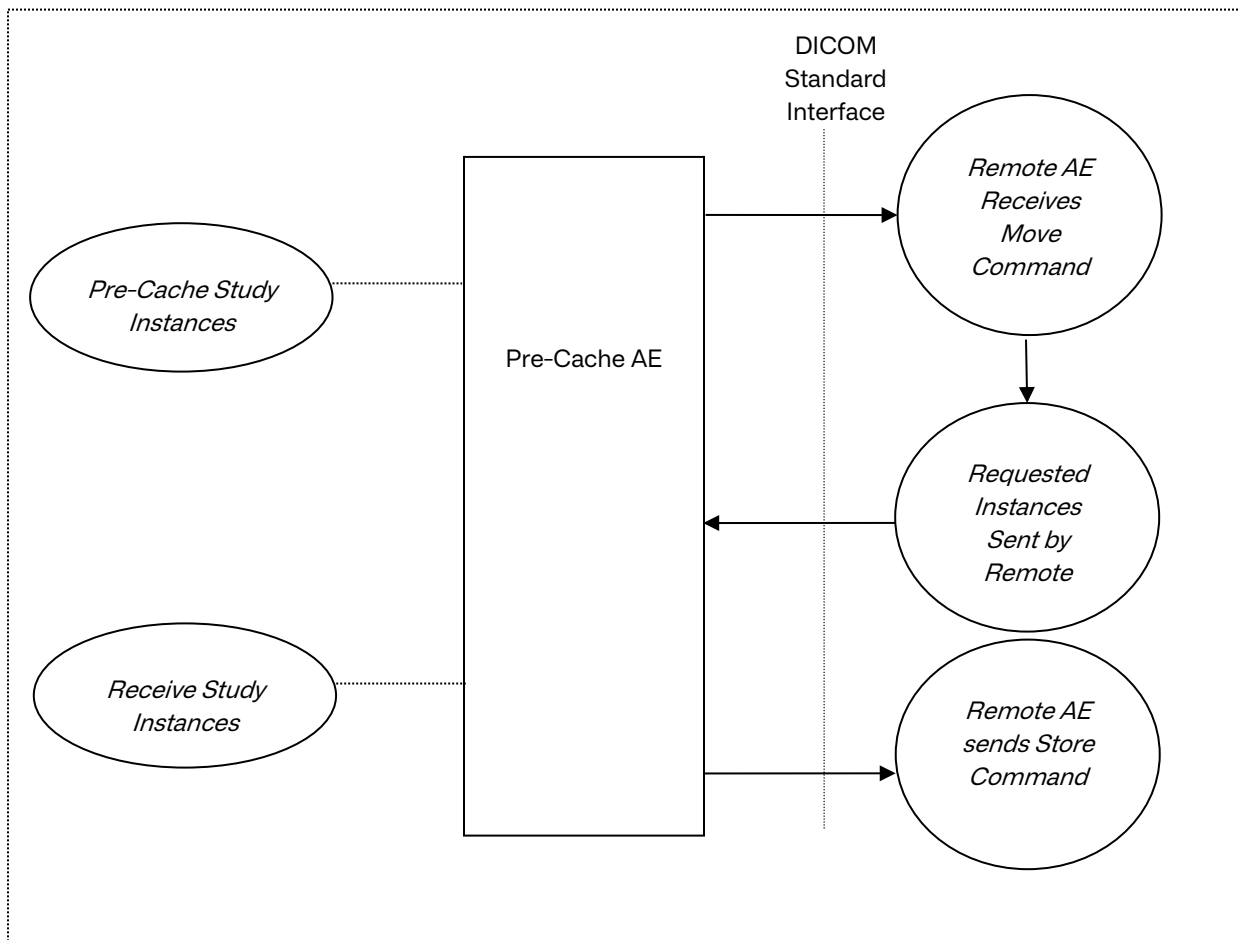 DICOM
Standard
Interface
Remote AE
Receives
Move
Command
Pre-Cache Study
Instances
Pre-Cache AE
Requested
Instances
Sent by
Remote
Receive Study
Instances
Remote AE
sends Store
Command